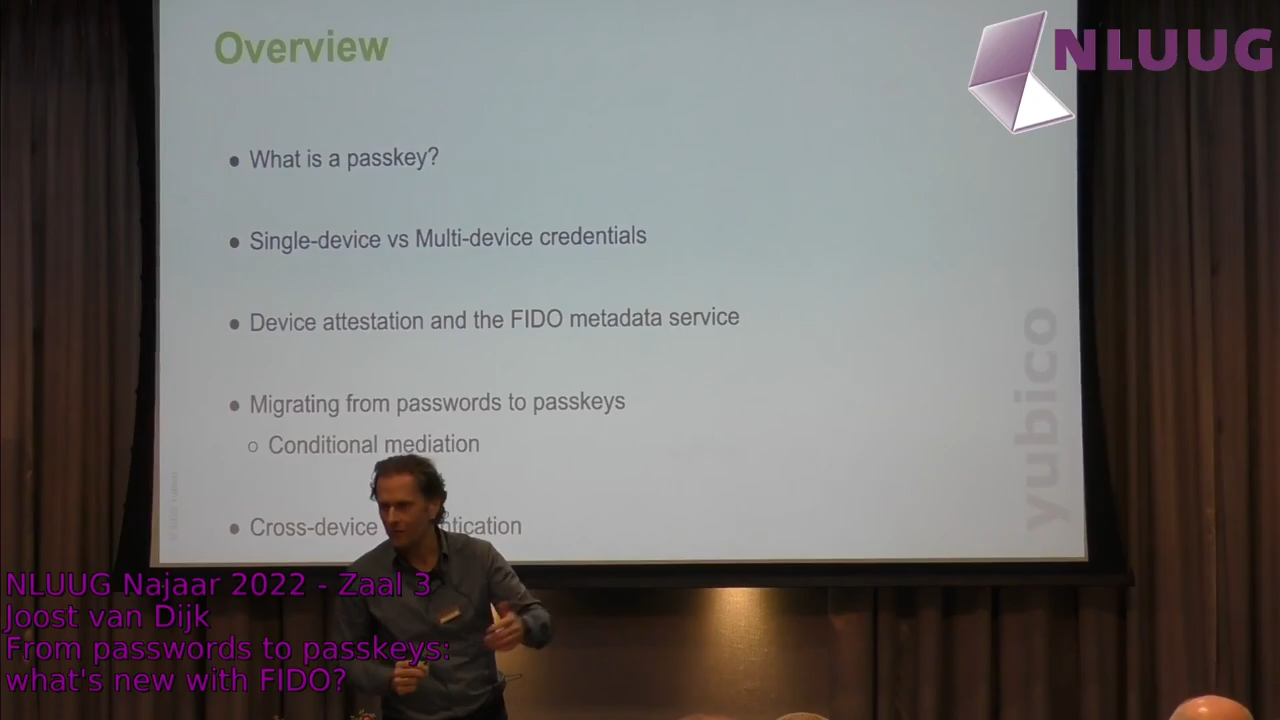 Overview
NLUUG
• What is a passkey?
• Single-device vs Multi-device credentials
• Device attestation and the FIDO metadata service
• Migrating from passwords to passkeys
○ Conditional mediation
• Cross-device
yubico
NLUUG Najaar 2022 - Zaal 3
Joost van Dijk
From passwords to passkeys:
what's new with FIDO?